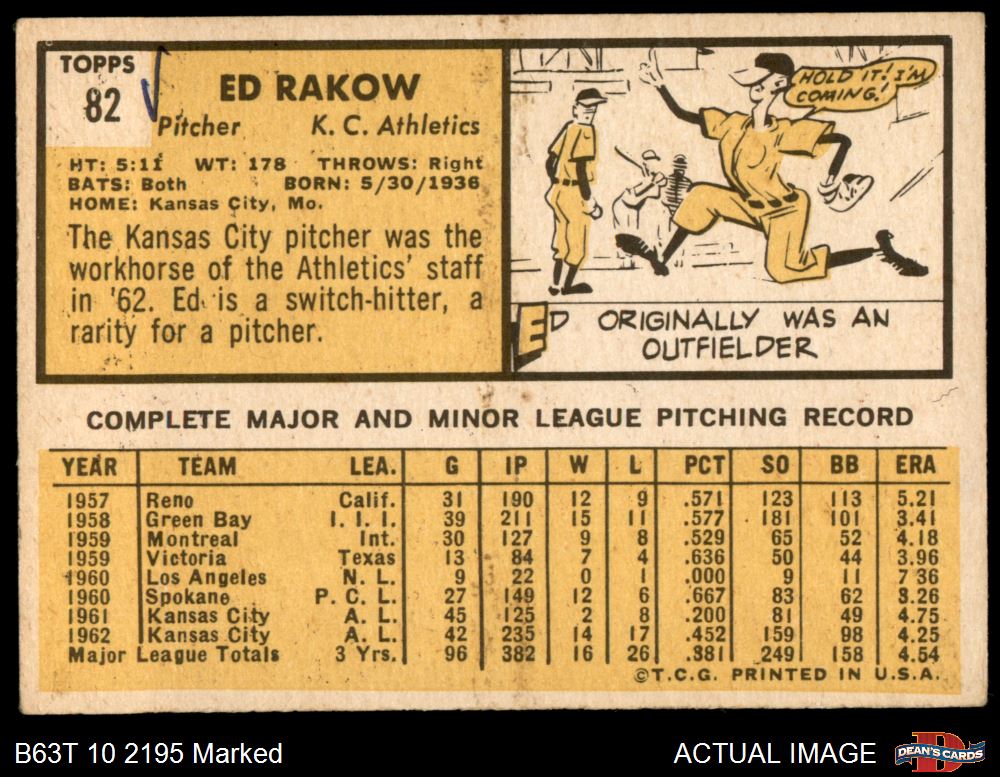 TOPPS
82
ED RAKOW
Pitcher K. C. Athletics
HT: 5:11 WT: 178 THROWS: Right
BATS: Both BORN: 5/30/1936
HOME: Kansas City, Mo.
The Kansas City pitcher was the
workhorse of the Athletics' staff
in '62. Ed is a switch-hitter, a
rarity for a pitcher.
HOLD IT! I'M
COMING!
ED ORIGINALLY WAS AN
OUTFIELDER
COMPLETE MAJOR AND MINOR LEAGUE PITCHING RECORD
YEAR TEAM LEA. G IP W L PCT SO BB ERA
1957 Reno Calif. 31 190 12 9 .571 123 113 5.21
1958 Green Bay I. I. I. 39 211 15 11 .577 181 101 3.41
1959 Montreal Int. 30 127 9 8 .529 65 52 4.18
1959 Victoria Texas 13 84 7 4 .636 50 44 3.96
1960 Los Angeles N. L. 9 22 0 1 .000 9 11 7 36
1960 Spokane P. C. L. 27 149 12 6 .667 83 62 3.26
1961 Kansas City A. L. 45 125 2 8 .200 81 49 4.75
1962 Kansas City A. L. 42 235 14 17 .452 159 98 4.25
Major League Totals 3 Yrs. 96 382 16 26 .381 249 158 4.54
©T.C.G. PRINTED IN U.S.A.
B63T 10 2195 Marked
ACTUAL IMAGE
DEAN'S CARDS